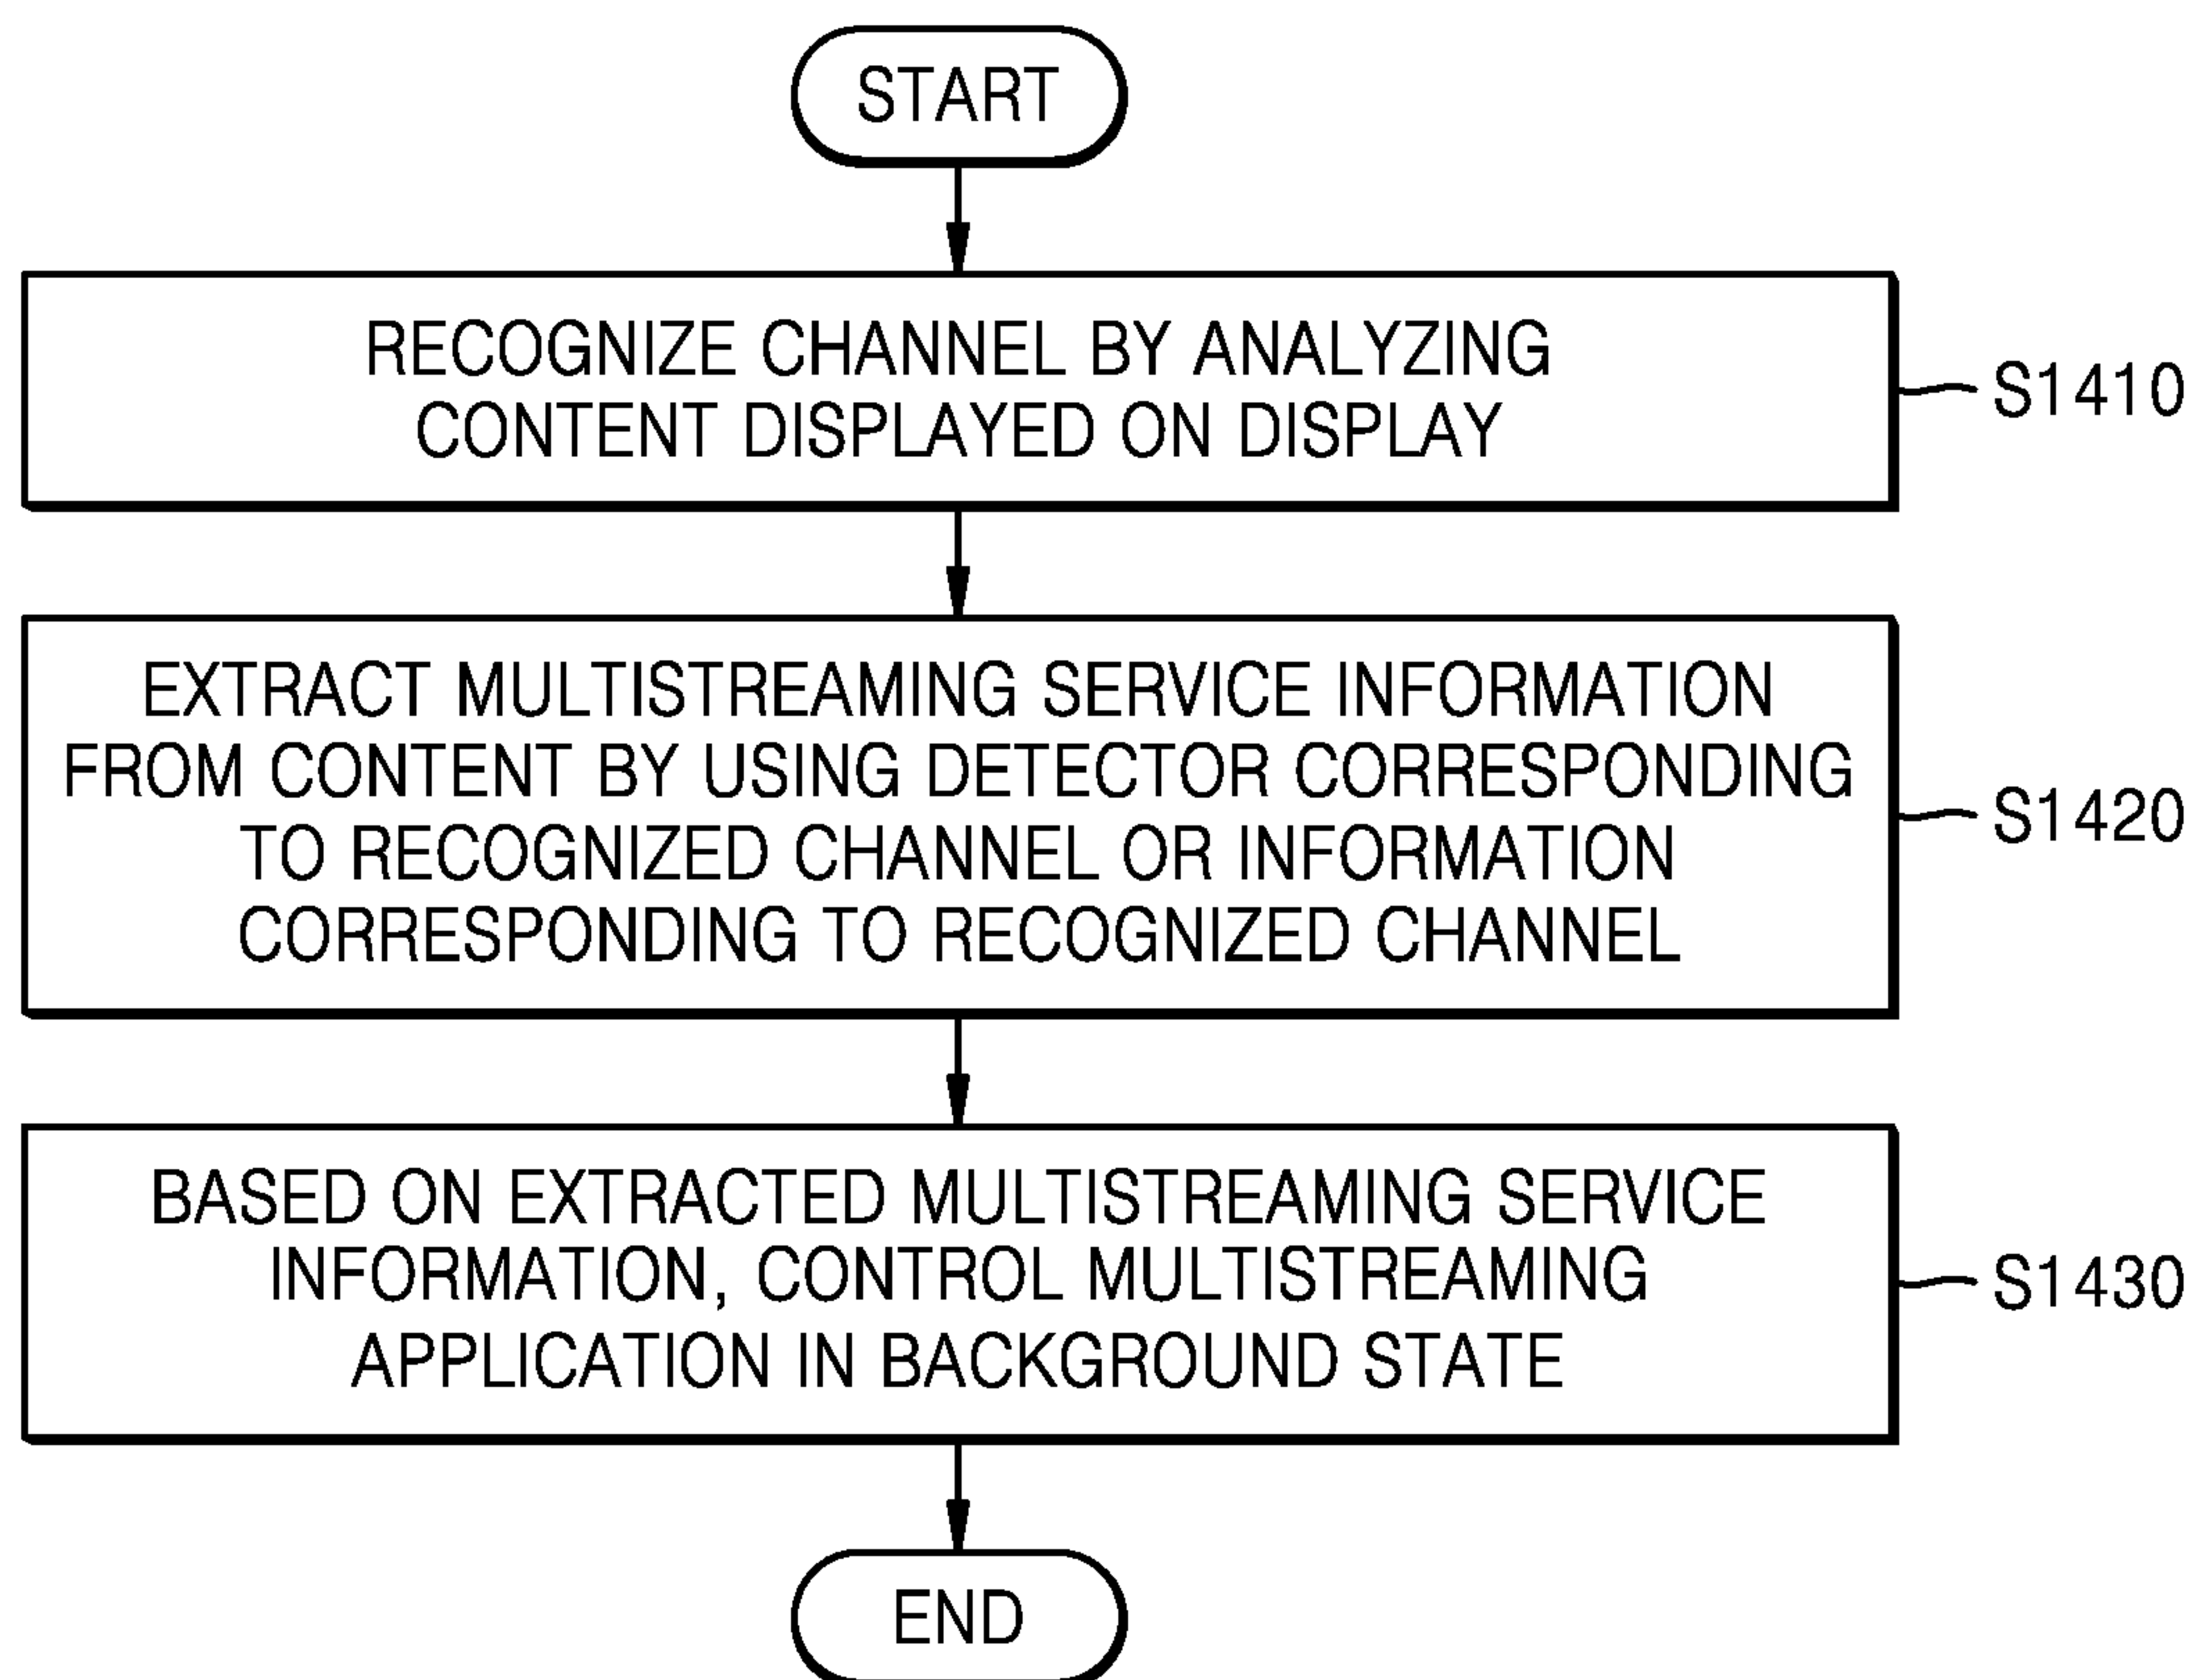 START
RECOGNIZE CHANNEL BY ANALYZING
CONTENT DISPLAYED ON DISPLAY
S1410
EXTRACT MULTISTREAMING SERVICE INFORMATION
FROM CONTENT BY USING DETECTOR CORRESPONDING
TO RECOGNIZED CHANNEL OR INFORMATION
CORRESPONDING TO RECOGNIZED CHANNEL
S1420
BASED ON EXTRACTED MULTISTREAMING SERVICE
INFORMATION, CONTROL MULTISTREAMING
APPLICATION IN BACKGROUND STATE
S1430
END